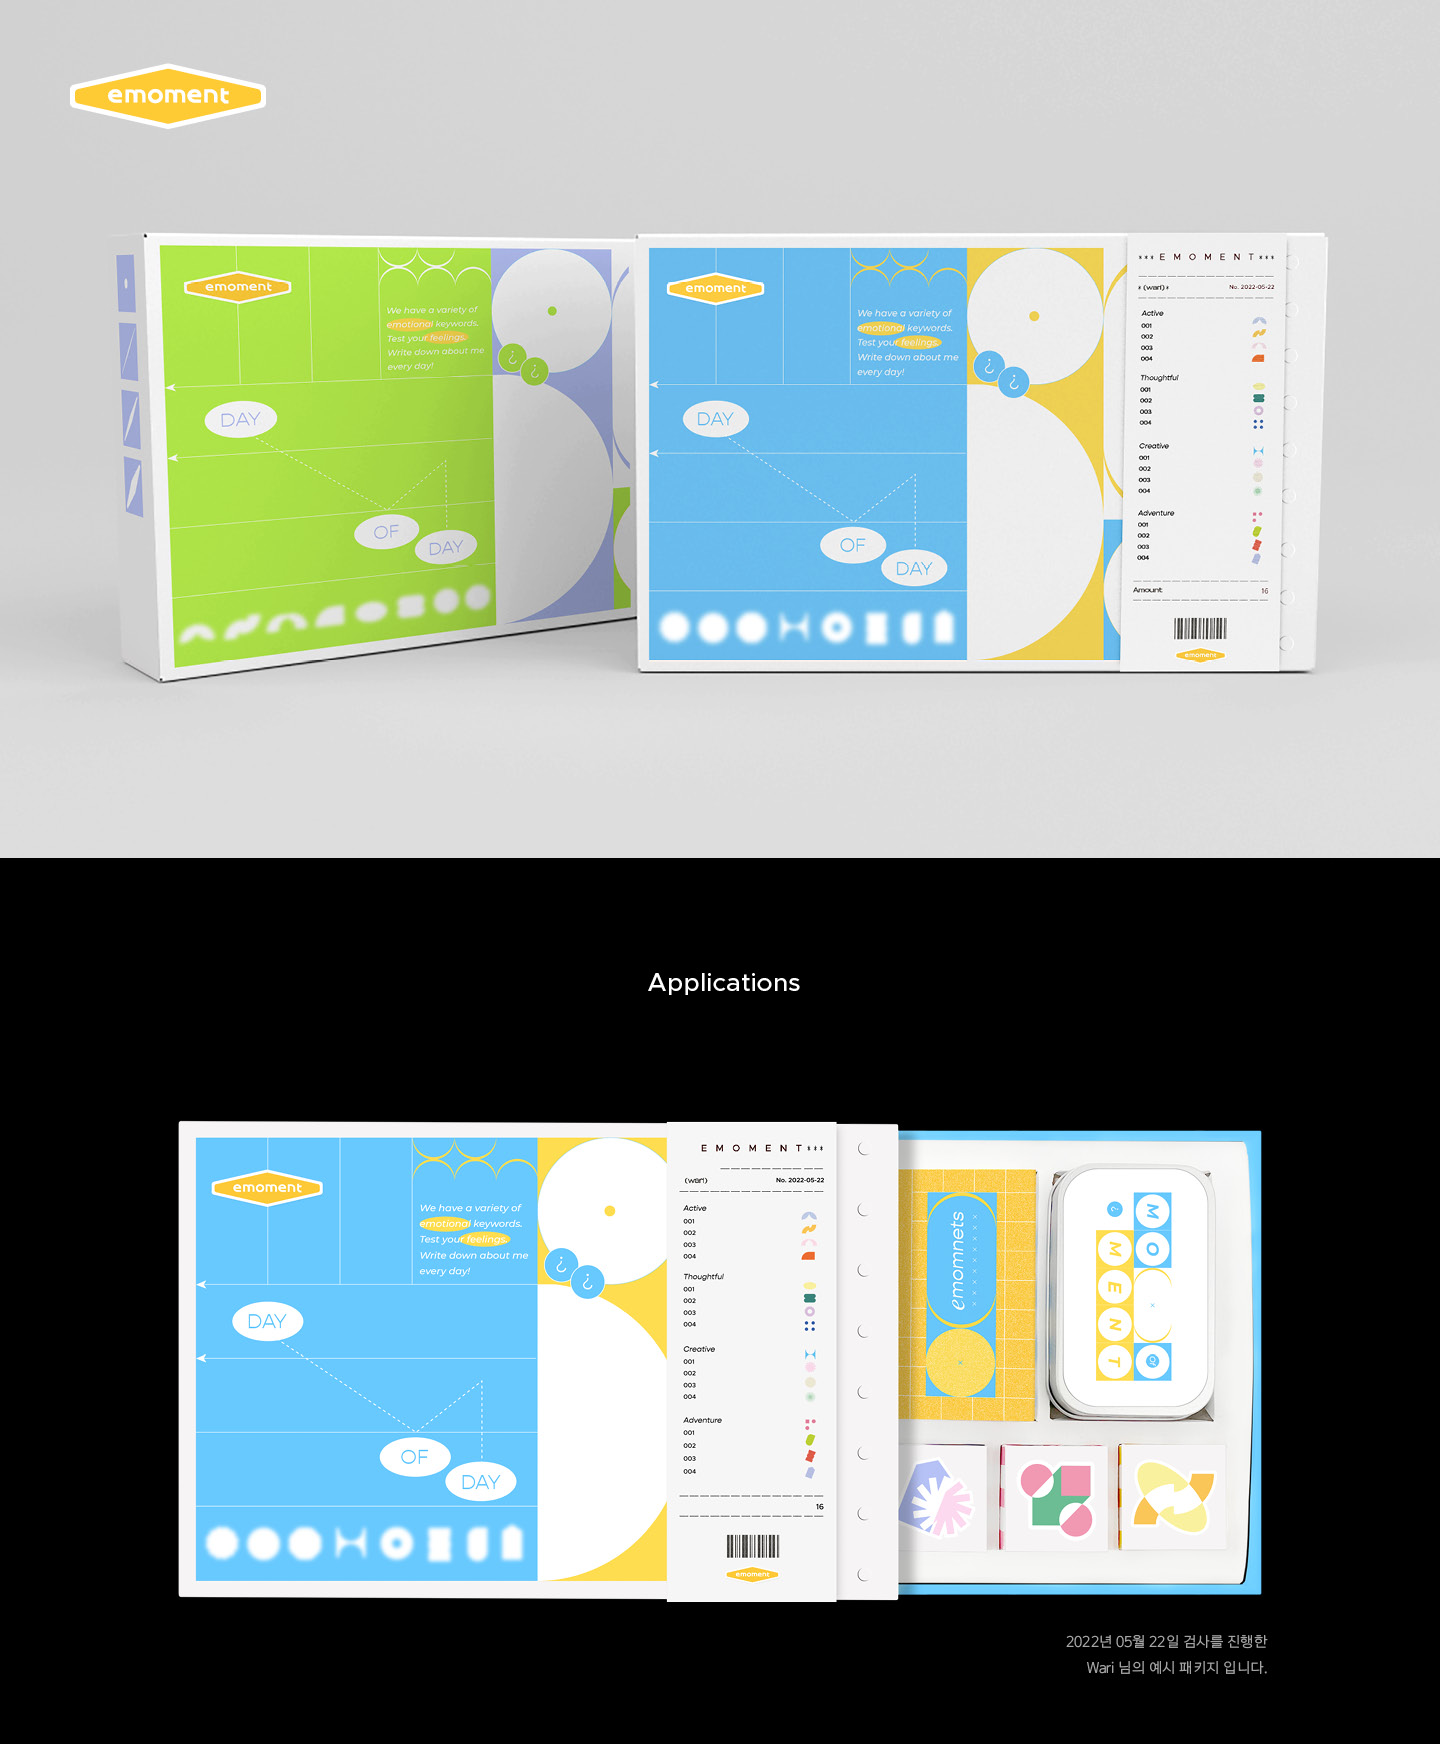 emoment
emoment
We have a variety of
emotional keywords.
Test your feelings.
Write down about me
every day!
¿
¿
DAY
OF
DAY
emoment
We have a variety of
emotional keywords.
Test your feelings.
Write down about me
every day!
¿
¿
DAY
OF
DAY
***EMOMENT***
*(wari)* No. 2022-05-22
Active
001
002
003
004
Thoughtful
001
002
003
004
Creative
001
002
003
004
Adventure
001
002
003
004
Amount 16
emoment
Applications
emoment
We have a variety of
emotional keywords.
Test your feelings.
Write down about me
every day!
¿
¿
DAY
OF
DAY
EMOMENT***
(wari) No. 2022-05-22
Active
001
002
003
004
Thoughtful
001
002
003
004
Creative
001
002
003
004
Adventure
001
002
003
004
16
emoment
emomnets
××××××××××
MO × OF
¿ MENT
2022년 05월 22일 검사를 진행한
Wari 님의 예시 패키지 입니다.